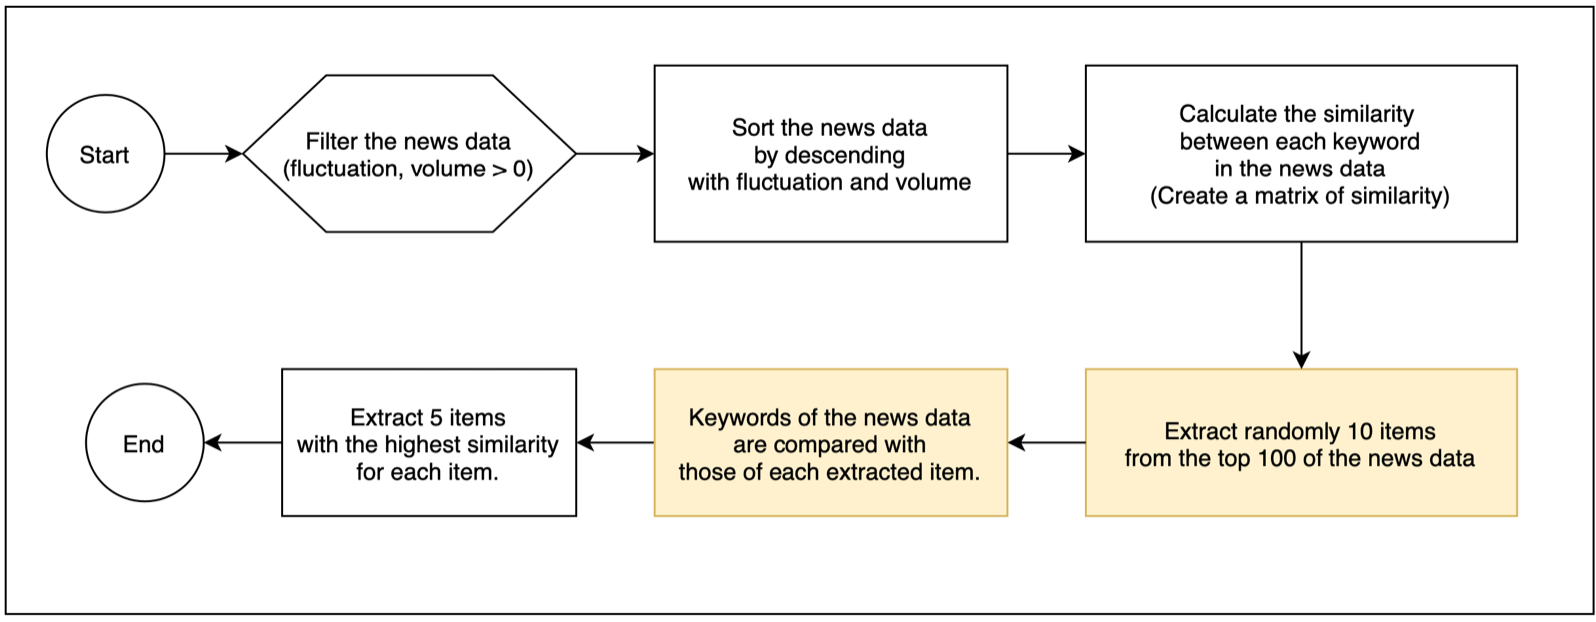 Start
Filter the news data
(fluctuation, volume > 0)
Sort the news data
by descending
with fluctuation and volume
Calculate the similarity
between each keyword
in the news data
(Create a matrix of similarity)
Extract randomly 10 items
from the top 100 of the news data
Keywords of the news data
are compared with
those of each extracted item.
Extract 5 items
with the highest similarity
for each item.
End